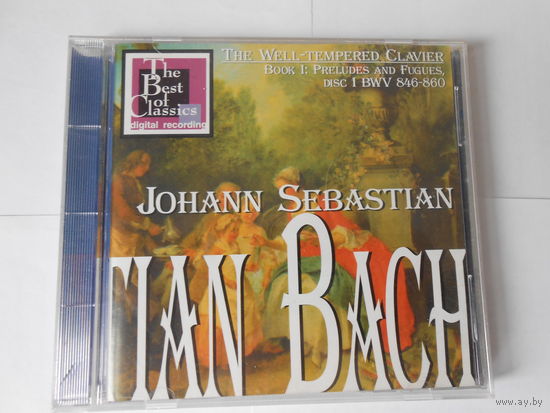 The
Best
of
Classics
digital recording
THE WELL-TEMPERED CLAVIER
BOOK I: PRELUDES AND FUGUES,
DISC 1 BWV 846-860
JOHANN SEBASTIAN
IAN BACH
www.ay.by